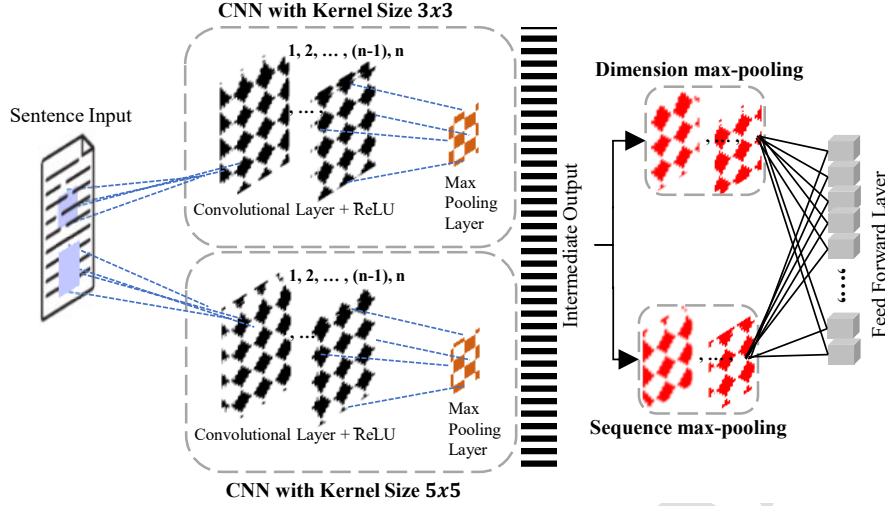 CNN with Kernel Size 3x3
1, 2, … , (n-1), n
Sentence Input
, ....
Convolutional Layer + ReLU
Max
Pooling
Layer
1, 2, … , (n-1), n
, ...
Convolutional Layer + ReLU
Max
Pooling
Layer
CNN with Kernel Size 5x5
Intermediate Output
Dimension max-pooling
, ... ,
, ... ,
Sequence max-pooling
,...,
Feed Forward Layer